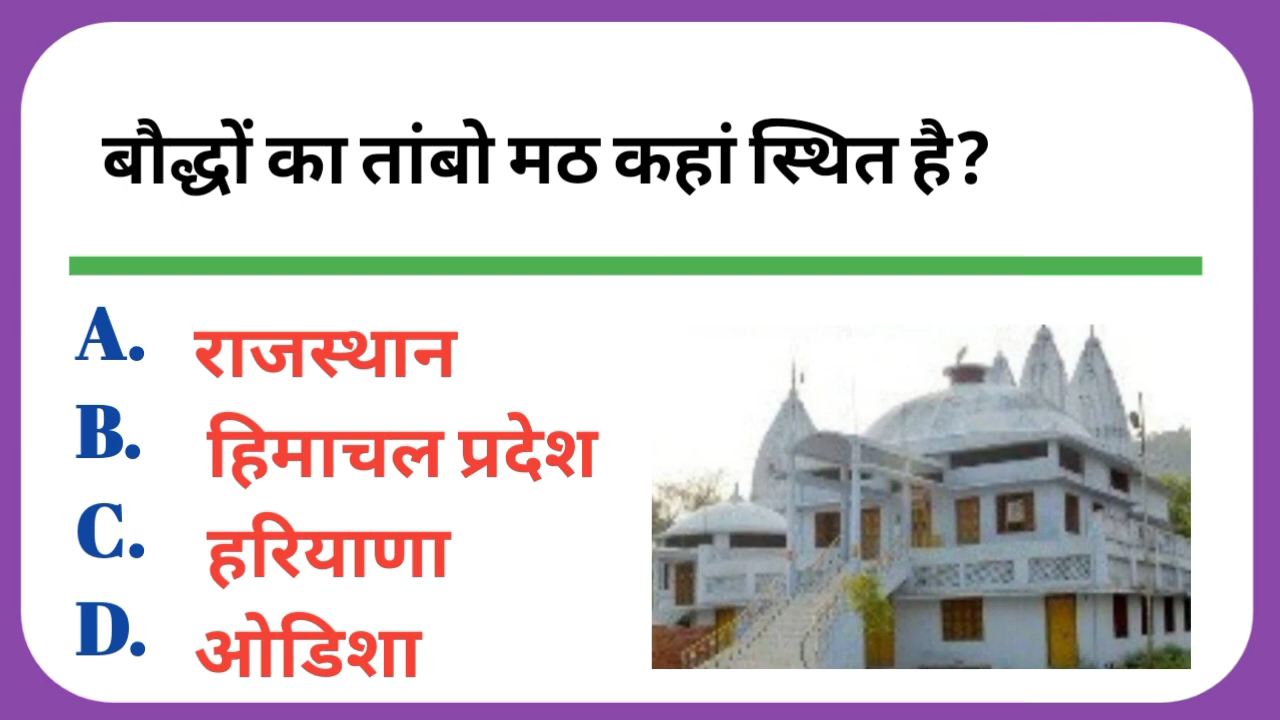 बौद्धों का तांबो मठ कहां स्थित है?
A. राजस्थान
B. हिमाचल प्रदेश
C. हरियाणा
D. ओडिशा